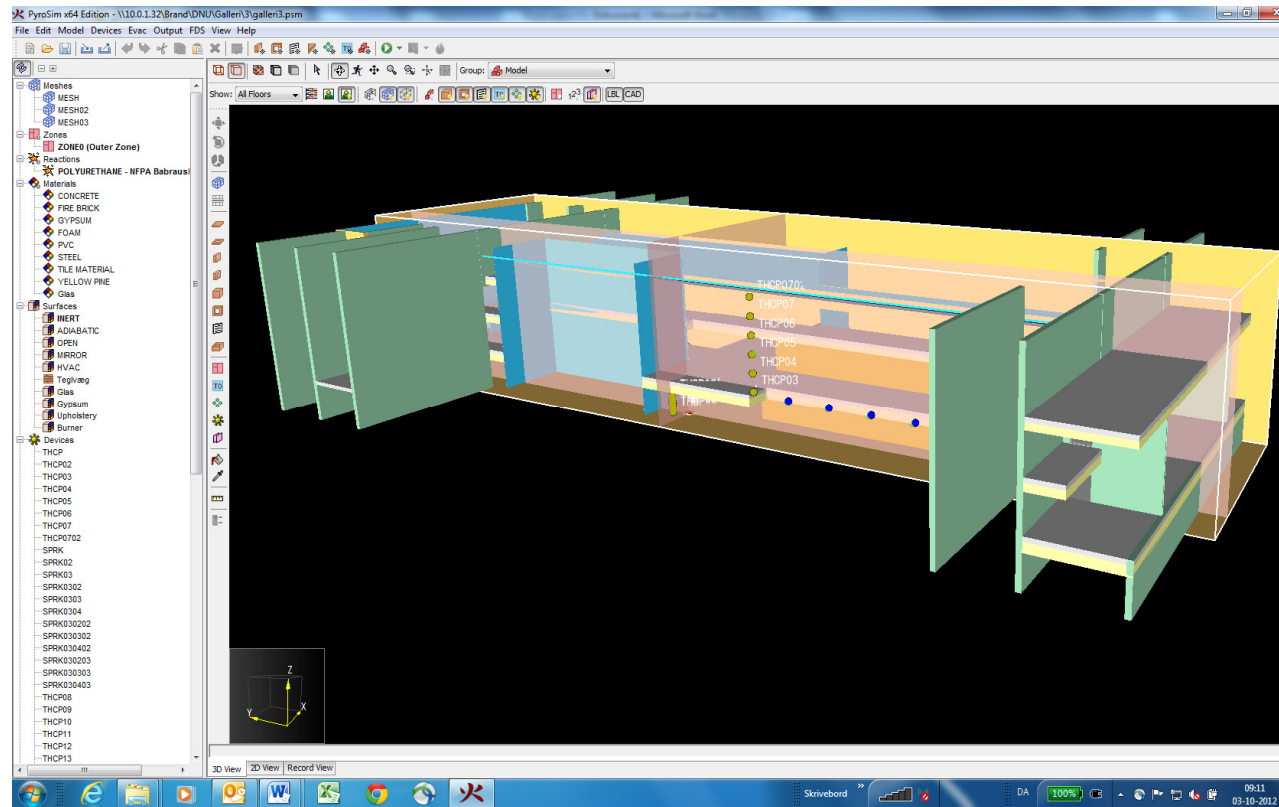 PyroSim x64 Edition - \\10.0.1.32\Brand\DNU\Galleri\3\galleri3.psm
File Edit Model Devices Evac Output FDS View Help
Group: Model
Show: All Floors
LBL CAD
Meshes
MESH
MESH02
MESH03
Zones
ZONE0 (Outer Zone)
Reactions
POLYURETHANE - NFPA Babrausl
Materials
CONCRETE
FIRE BRICK
GYPSUM
FOAM
PVC
STEEL
TILE MATERIAL
YELLOW PINE
Glas
Surfaces
INERT
ADIABATIC
OPEN
MIRROR
HVAC
Teglvæg
Glas
Gypsum
Upholstery
Burner
Devices
THCP
THCP02
THCP03
THCP04
THCP05
THCP06
THCP07
THCP0702
SPRK
SPRK02
SPRK03
SPRK0302
SPRK0303
SPRK0304
SPRK030202
SPRK030302
SPRK030402
SPRK030203
SPRK030303
SPRK030403
THCP08
THCP09
THCP10
THCP11
THCP12
THCP13
THCP07
THCP06
THCP05
THCP04
THCP03
Z
Y
X
3D View 2D View Record View
Skrivebord
DA
100%
09:11
03-10-2012